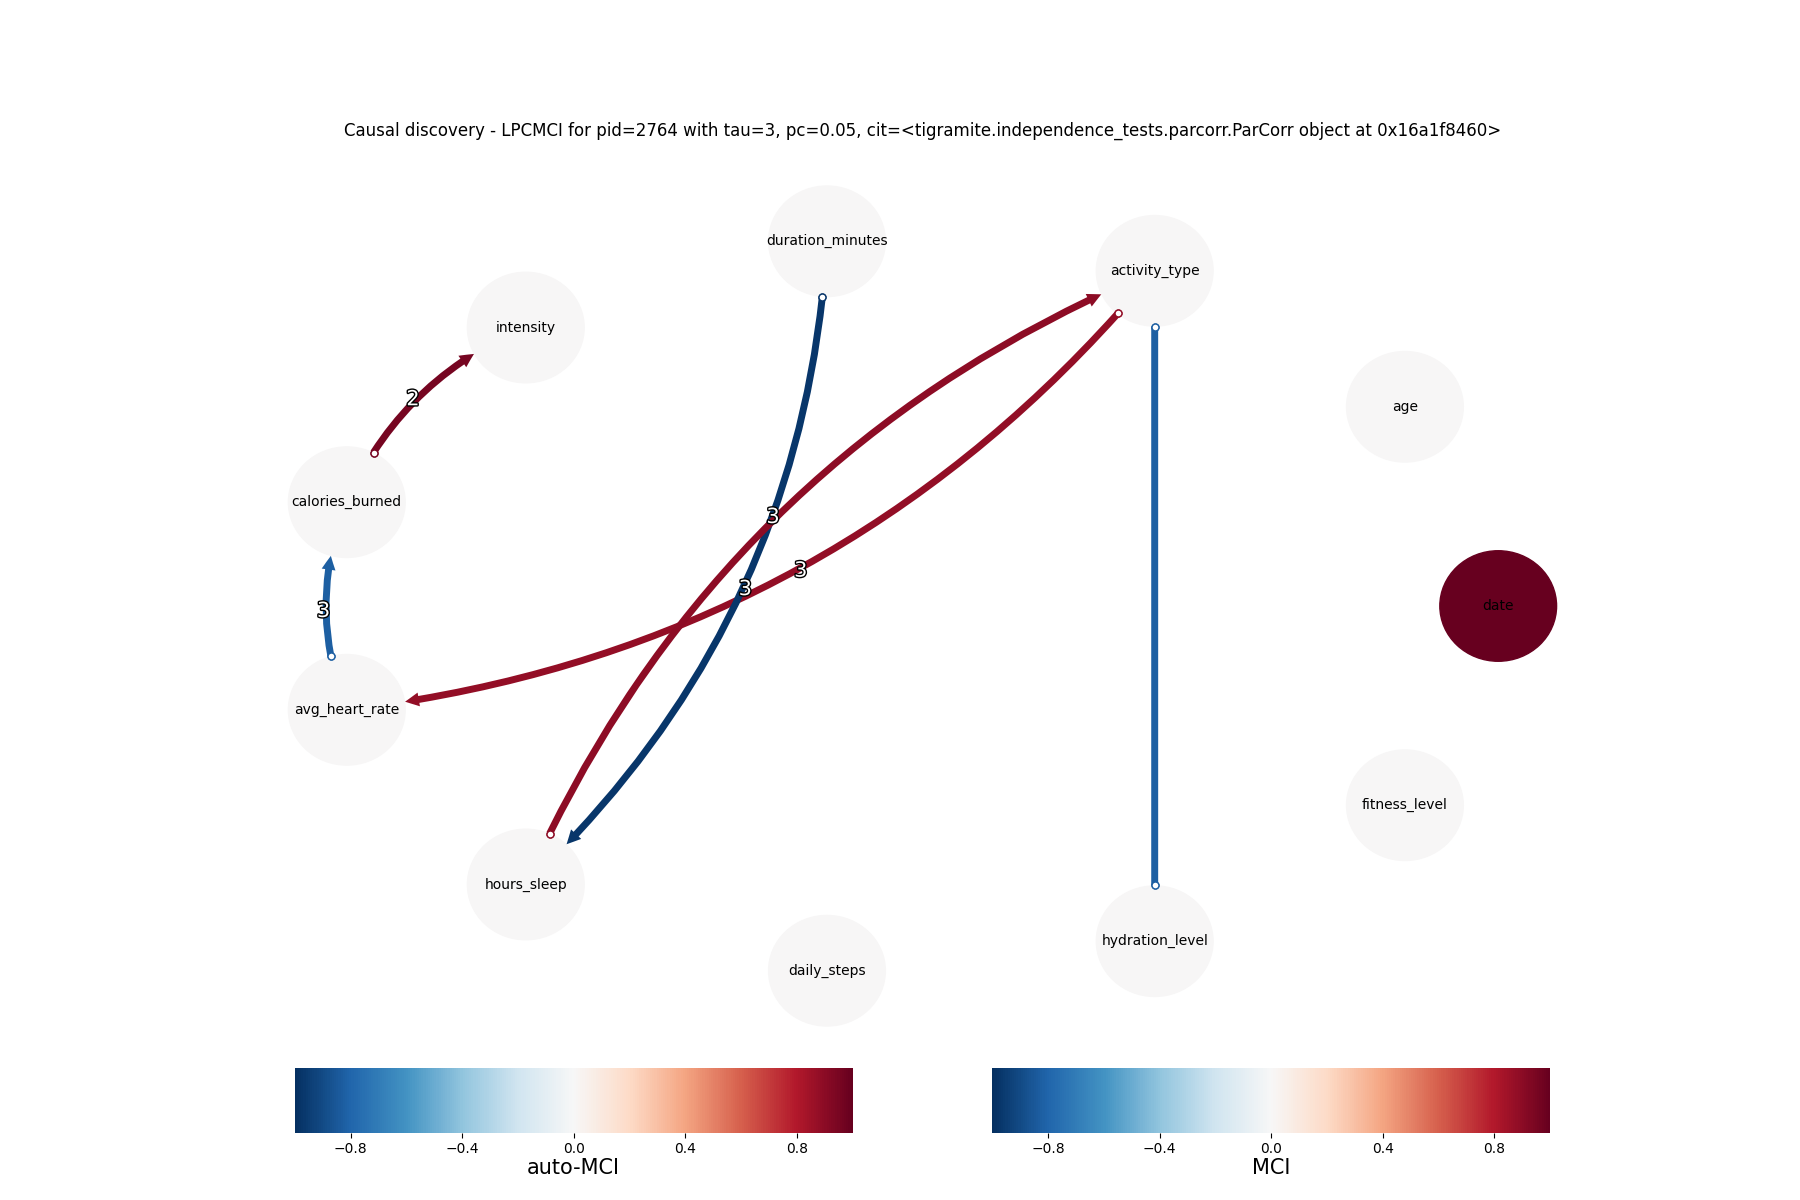 Causal discovery - LPCMCI for pid=2764 with tau=3, pc=0.05, cit=<tigramite.independence_tests.parcorr.ParCorr object at 0x16a1f8460>
duration_minutes
activity_type
intensity
2
age
calories_burned
3
3
3
3
date
avg_heart_rate
fitness_level
hours_sleep
hydration_level
daily_steps
−0.8 −0.4 0.0 0.4 0.8
auto-MCI
−0.8 −0.4 0.0 0.4 0.8
MCI